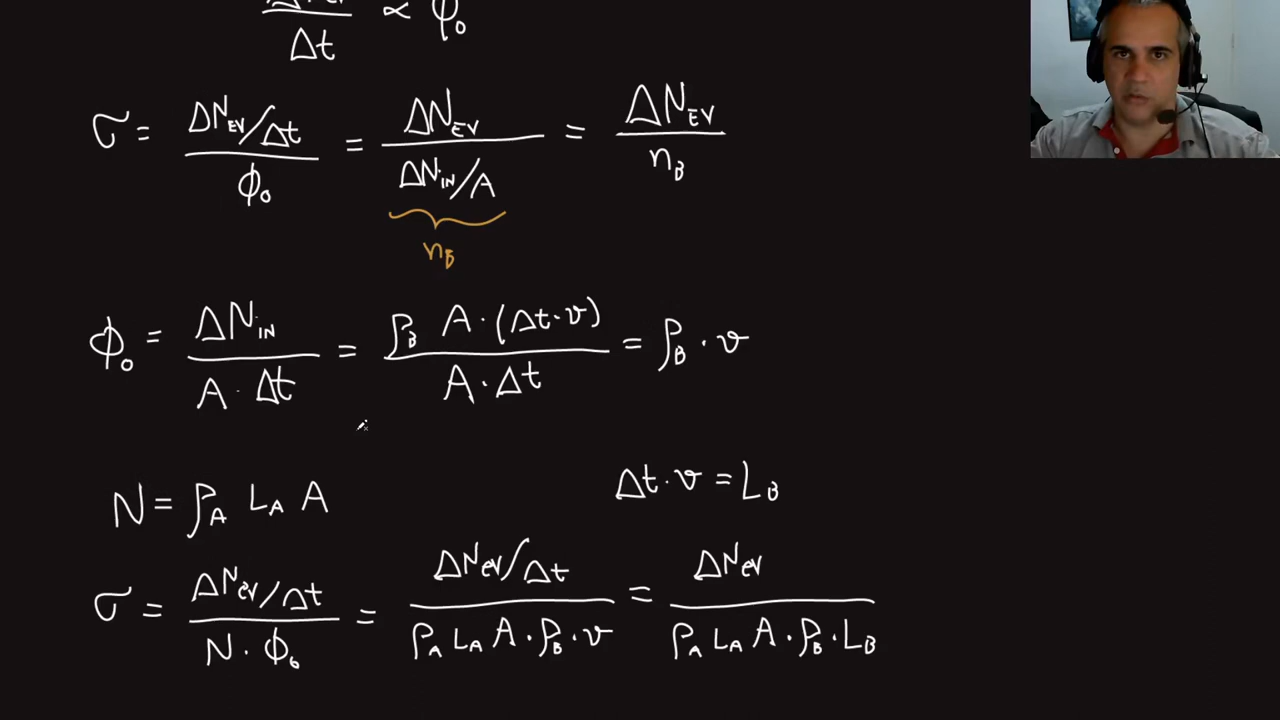 Δt ∝ φ₀
σ = (ΔN_EV/Δt)/ϕ₀ = ΔN_EV/(ΔN_IN/A) = ΔN_EV/n_B
n_B
ϕ₀ = ΔN_IN/(A·Δt) = ρ_B A·(Δt·v)/(A·Δt) = ρ_B·v
N = ρ_A L_A A
Δt·v = L_B
σ = (ΔN_ev/Δt)/(N·ϕ₀) = (ΔN_ev/Δt)/(ρ_A L_A A·ρ_B·v) = ΔN_ev/(ρ_A L_A A·ρ_B·L_B)